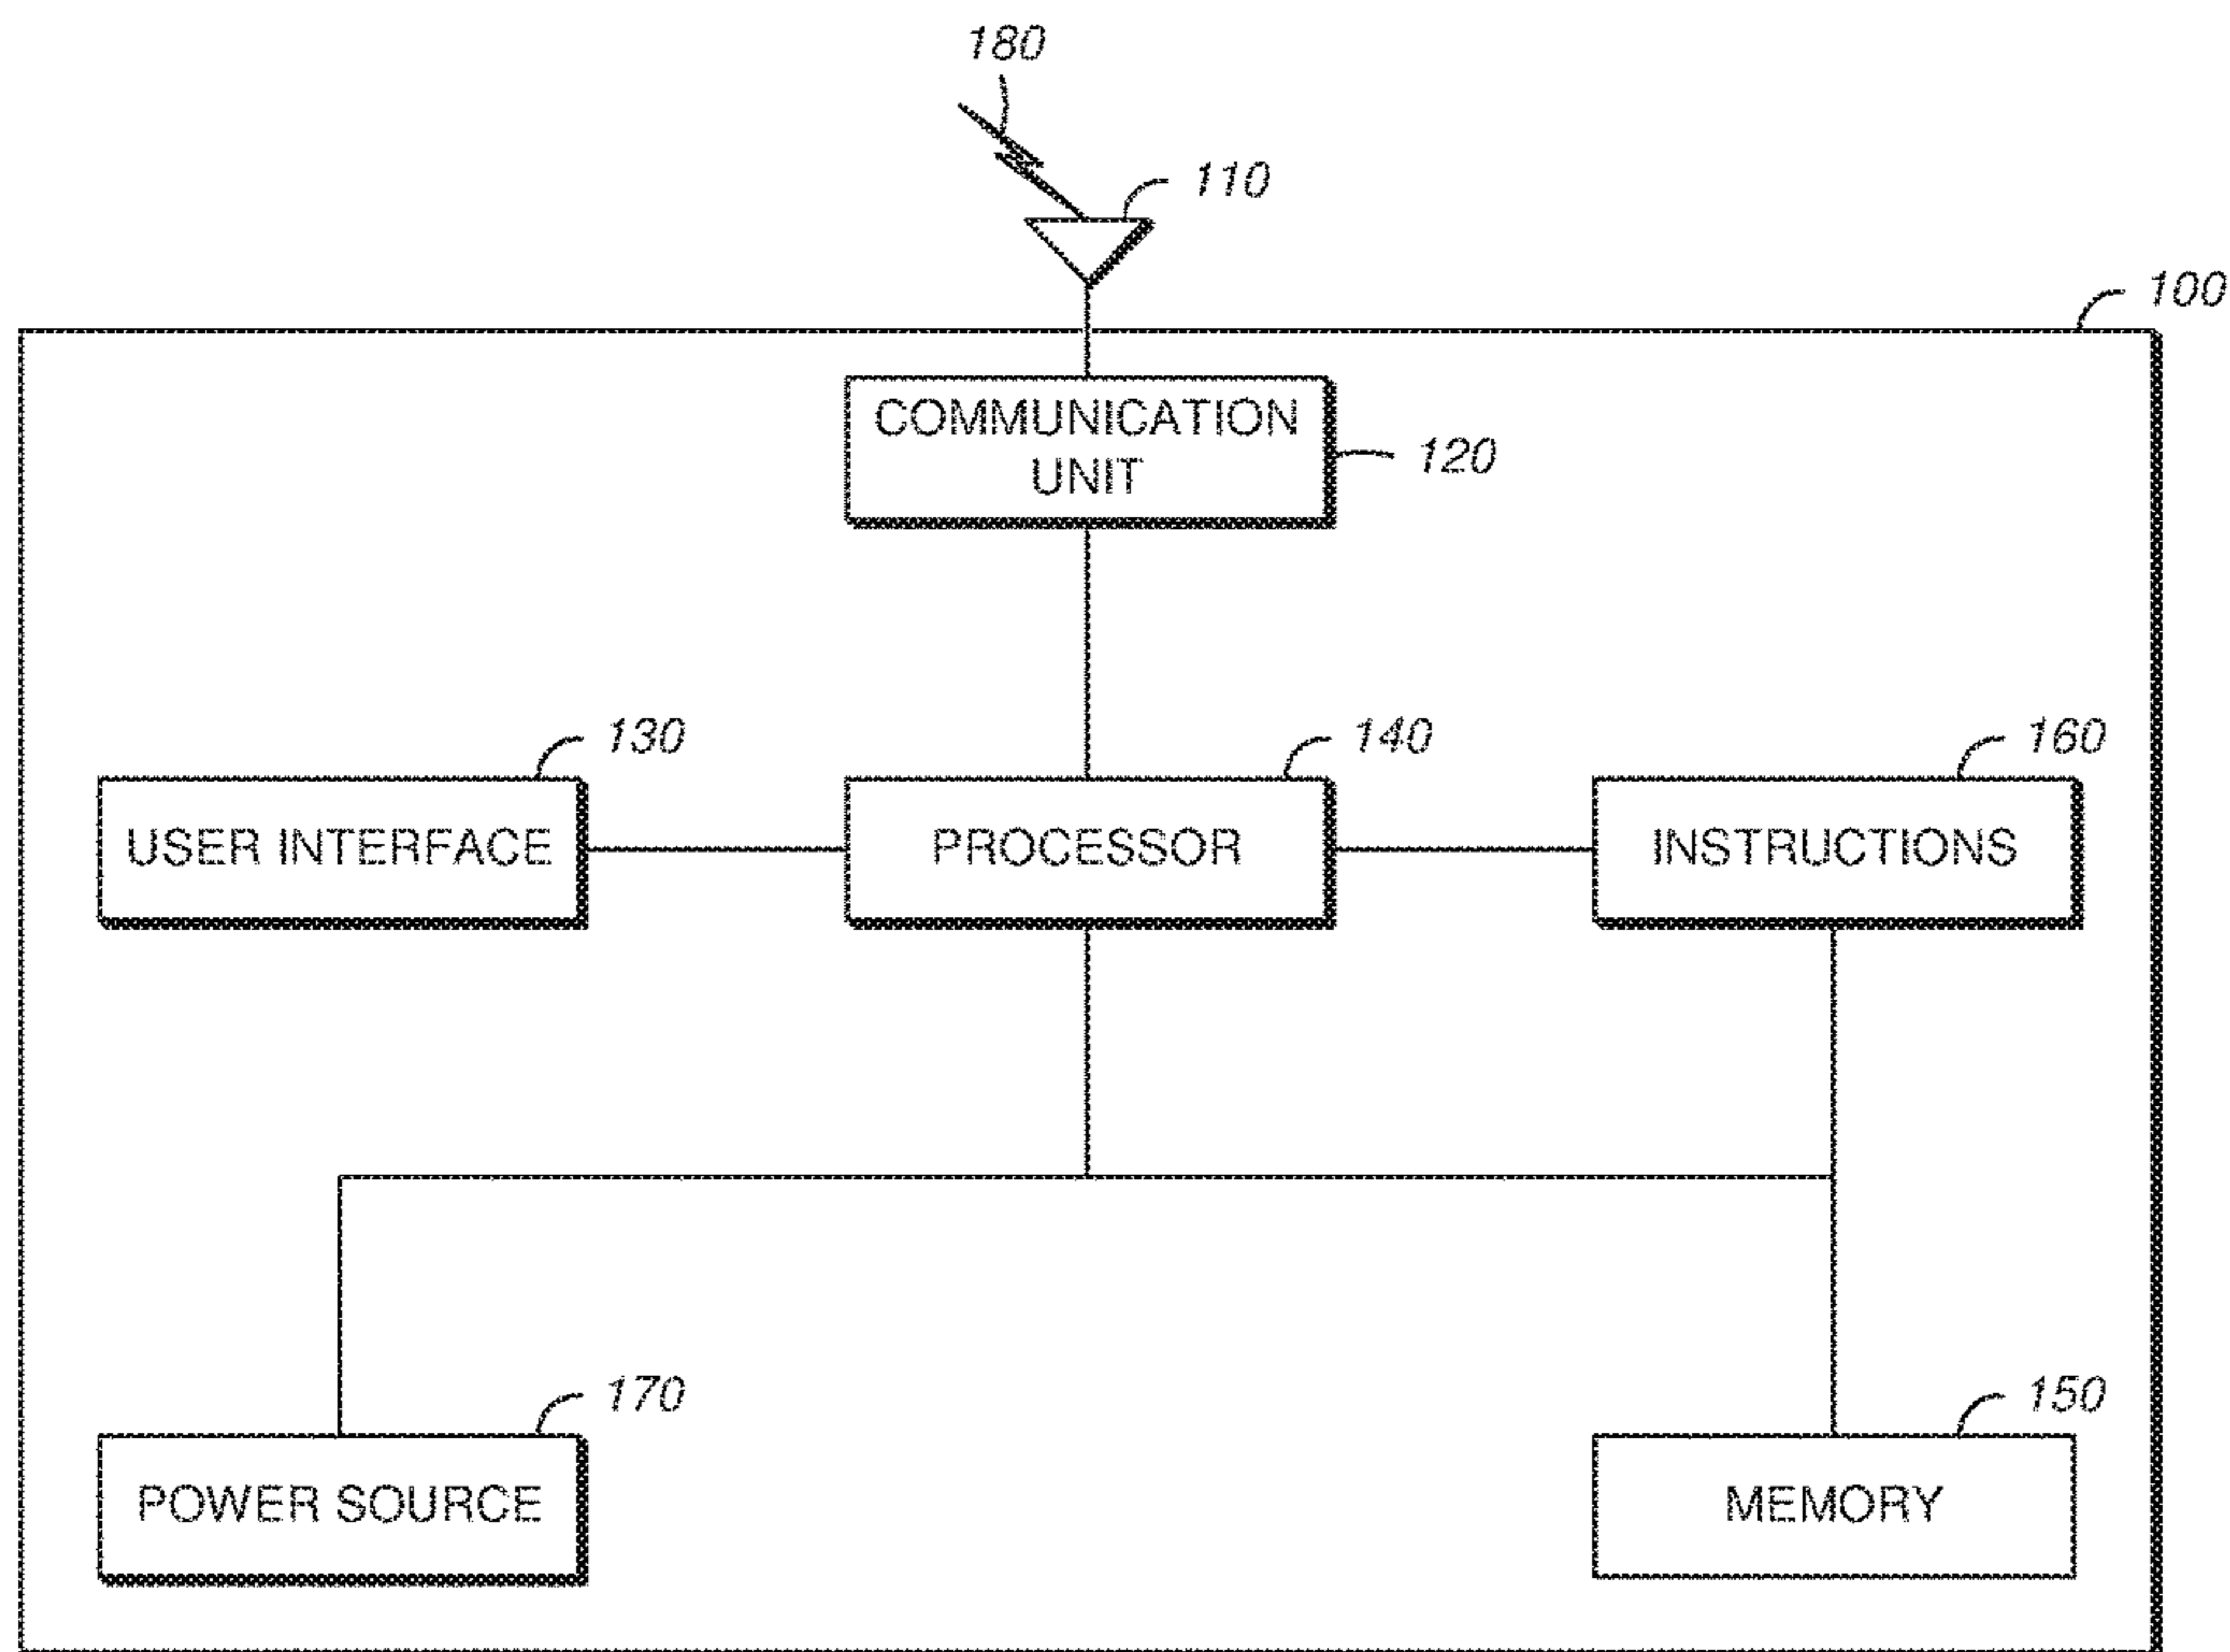 180
110
100
COMMUNICATION
UNIT
120
130
140
160
USER INTERFACE
PROCESSOR
INSTRUCTIONS
170
150
POWER SOURCE
MEMORY